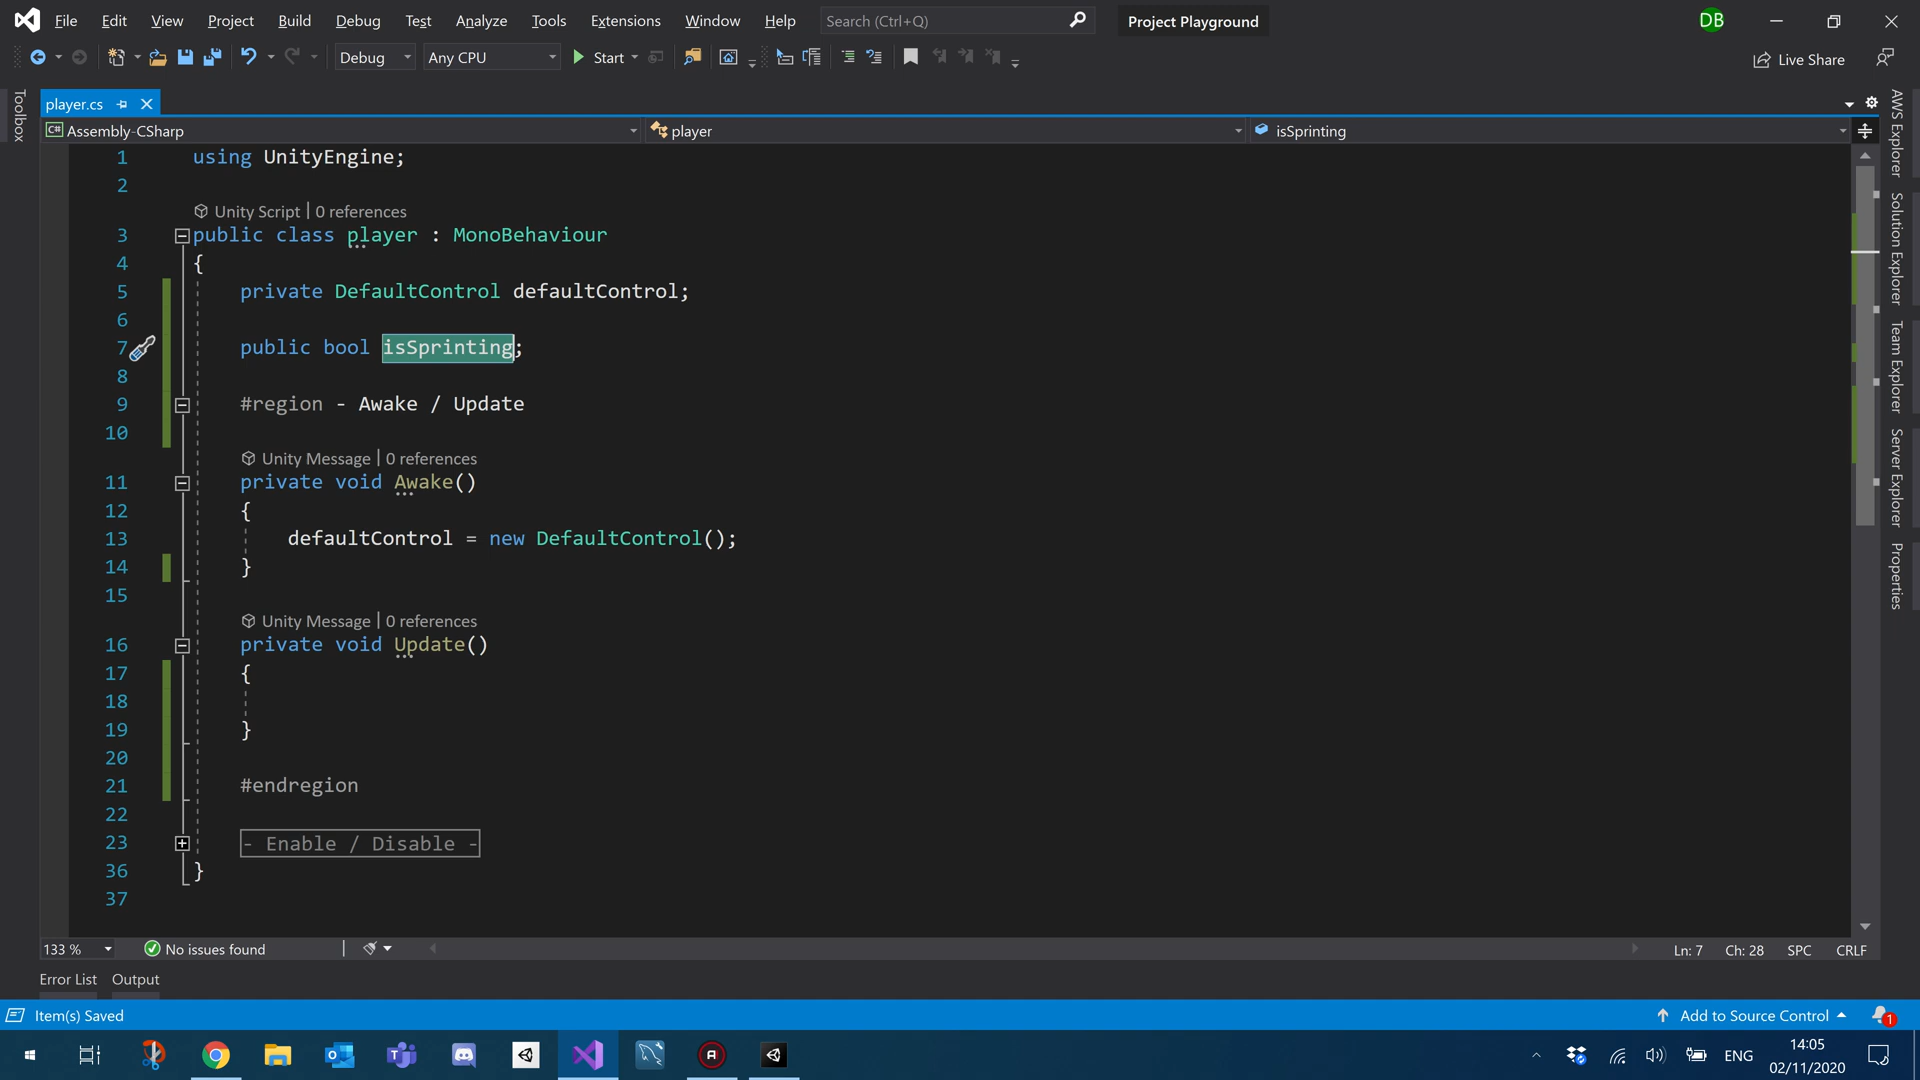 File Edit View Project Build Debug Test Analyze Tools Extensions Window Help Search (Ctrl+Q) Project Playground DB
Debug Any CPU Start Live Share
player.cs
Assembly-CSharp player isSprinting
Toolbox
1 using UnityEngine;
2
Unity Script | 0 references
3 public class player : MonoBehaviour
4 {
5 private DefaultControl defaultControl;
6
7 public bool isSprinting;
8
9 #region - Awake / Update
10
Unity Message | 0 references
11 private void Awake()
12 {
13 defaultControl = new DefaultControl();
14 }
15
Unity Message | 0 references
16 private void Update()
17 {
18
19 }
20
21 #endregion
22
23 - Enable / Disable -
36 }
37
AWS Explorer
Solution Explorer
Team Explorer
Server Explorer
Properties
133 % No issues found Ln: 7 Ch: 28 SPC CRLF
Error List Output
Item(s) Saved Add to Source Control 1
ENG 14:05
02/11/2020